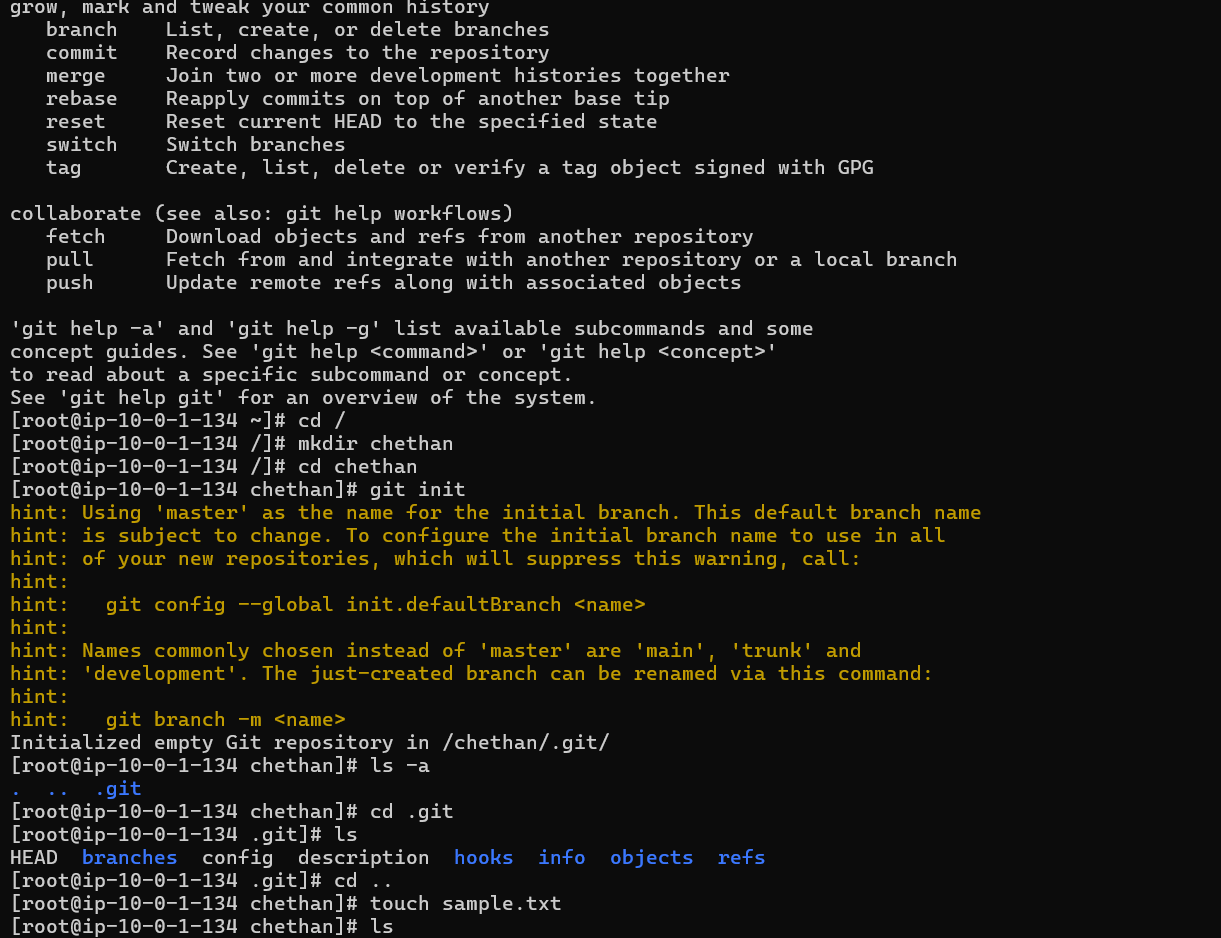 grow, mark and tweak your common history
   branch    List, create, or delete branches
   commit    Record changes to the repository
   merge     Join two or more development histories together
   rebase    Reapply commits on top of another base tip
   reset     Reset current HEAD to the specified state
   switch    Switch branches
   tag       Create, list, delete or verify a tag object signed with GPG

collaborate (see also: git help workflows)
   fetch     Download objects and refs from another repository
   pull      Fetch from and integrate with another repository or a local branch
   push      Update remote refs along with associated objects

'git help -a' and 'git help -g' list available subcommands and some
concept guides. See 'git help <command>' or 'git help <concept>'
to read about a specific subcommand or concept.
See 'git help git' for an overview of the system.
[root@ip-10-0-1-134 ~]# cd /
[root@ip-10-0-1-134 /]# mkdir chethan
[root@ip-10-0-1-134 /]# cd chethan
[root@ip-10-0-1-134 chethan]# git init
hint: Using 'master' as the name for the initial branch. This default branch name
hint: is subject to change. To configure the initial branch name to use in all
hint: of your new repositories, which will suppress this warning, call:
hint:
hint:   git config --global init.defaultBranch <name>
hint:
hint: Names commonly chosen instead of 'master' are 'main', 'trunk' and
hint: 'development'. The just-created branch can be renamed via this command:
hint:
hint:   git branch -m <name>
Initialized empty Git repository in /chethan/.git/
[root@ip-10-0-1-134 chethan]# ls -a
.  ..  .git
[root@ip-10-0-1-134 chethan]# cd .git
[root@ip-10-0-1-134 .git]# ls
HEAD  branches  config  description  hooks  info  objects  refs
[root@ip-10-0-1-134 .git]# cd ..
[root@ip-10-0-1-134 chethan]# touch sample.txt
[root@ip-10-0-1-134 chethan]# ls